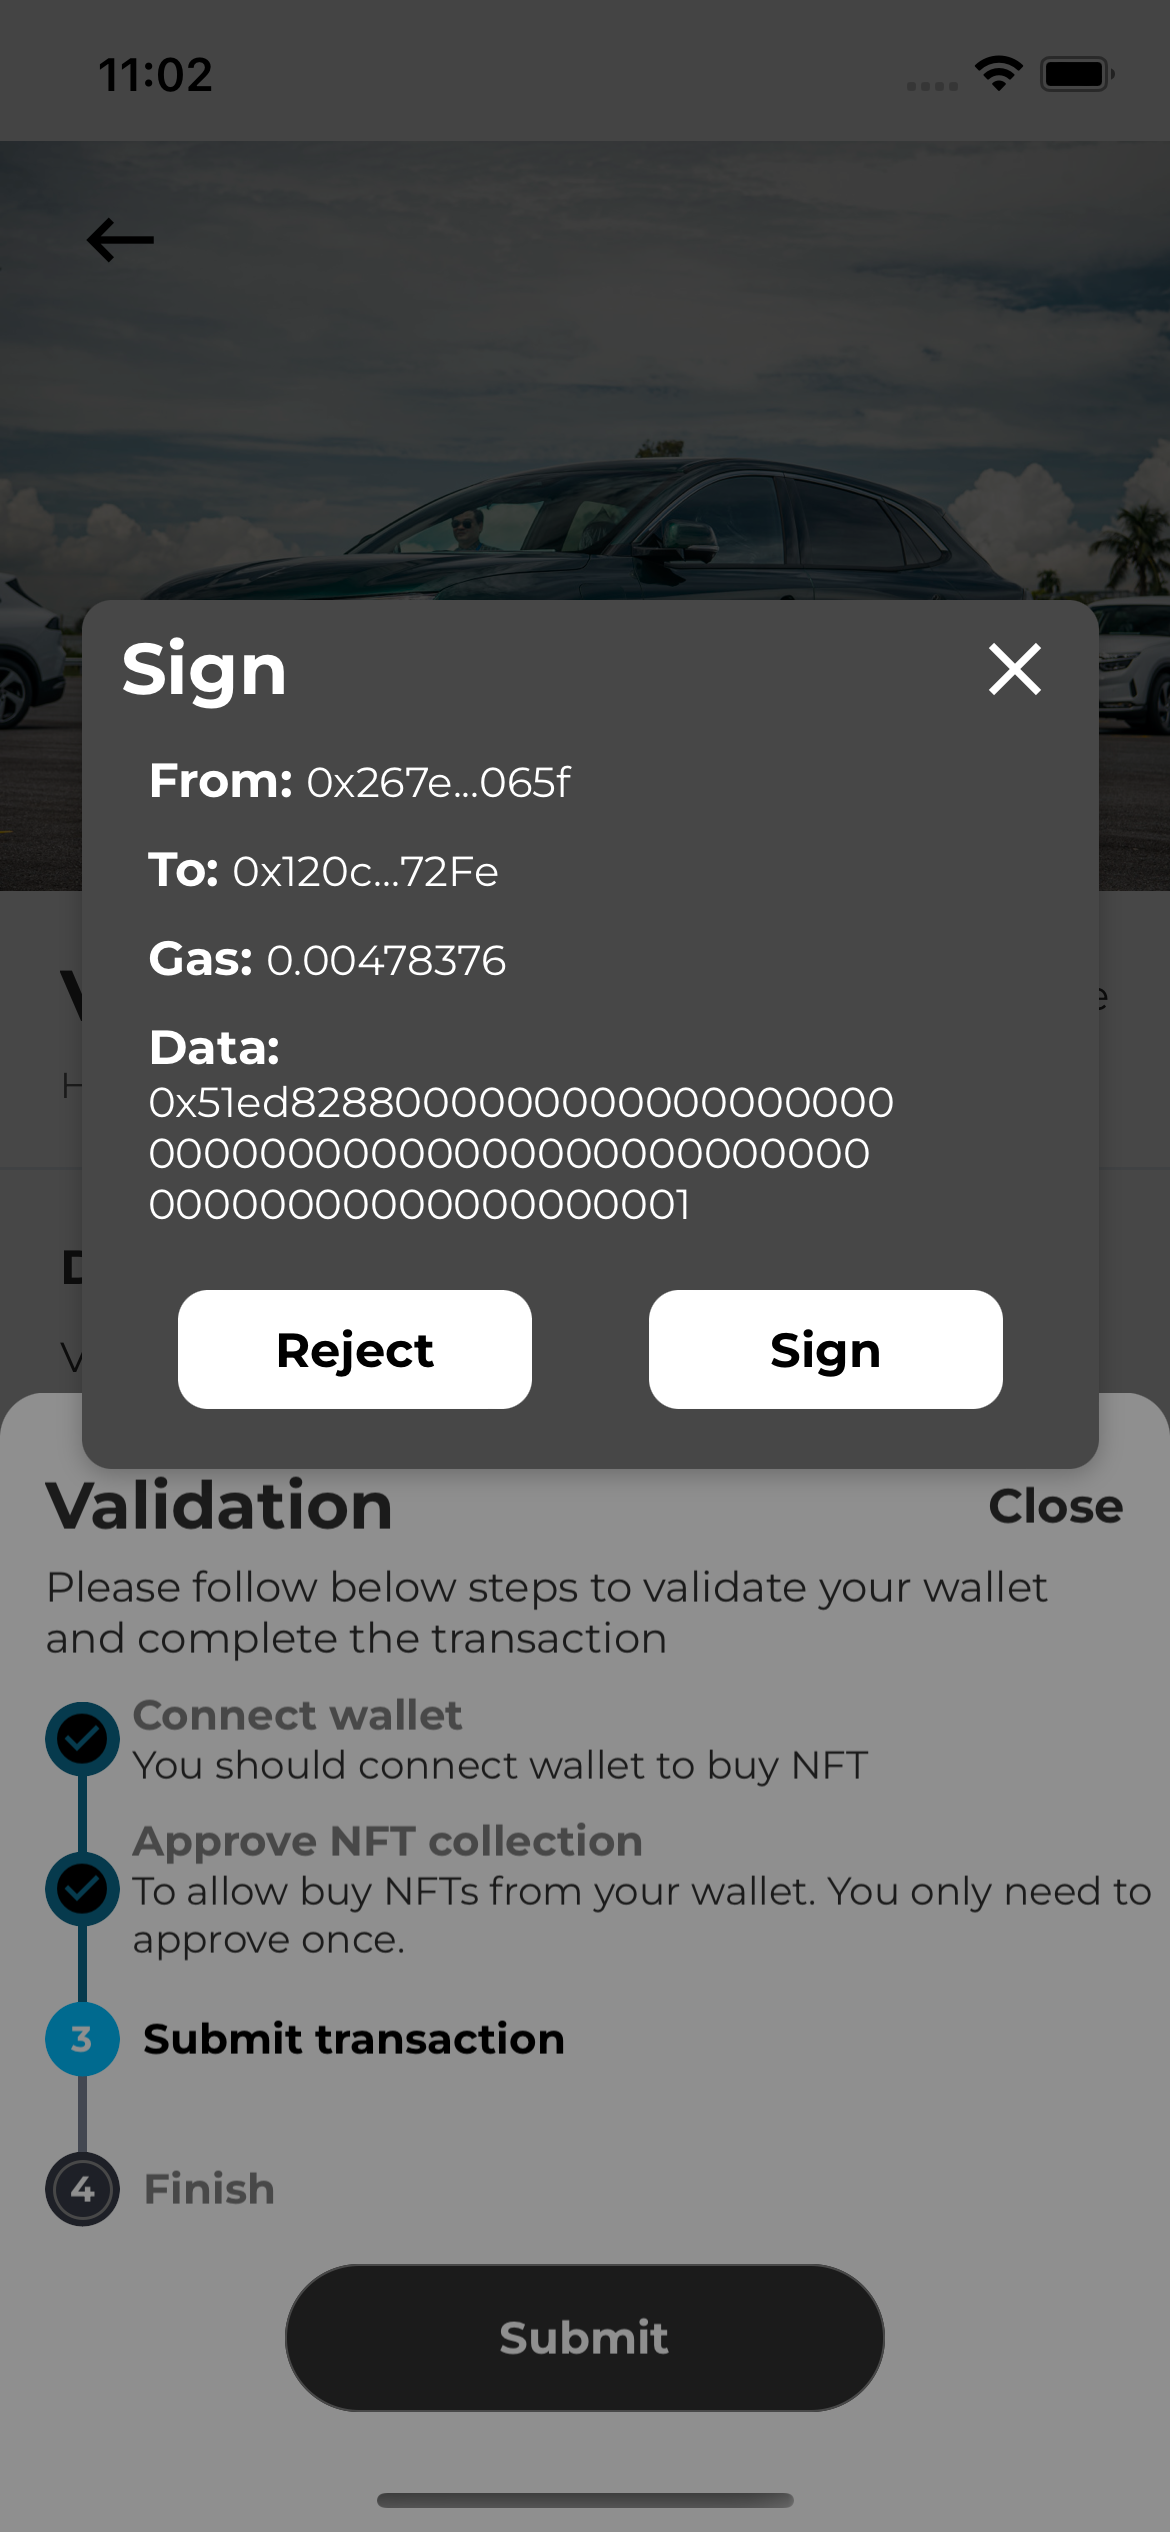 11:02
Sign
From: 0x267e...065f
To: 0x120c...72Fe
Gas: 0.00478376
Data:
0x51ed8288000000000000000000
00000000000000000000000000
00000000000000000001
Reject
Sign
Validation
Close
Please follow below steps to validate your wallet
and complete the transaction
Connect wallet
You should connect wallet to buy NFT
Approve NFT collection
To allow buy NFTs from your wallet. You only need to
approve once.
3
Submit transaction
4
Finish
Submit